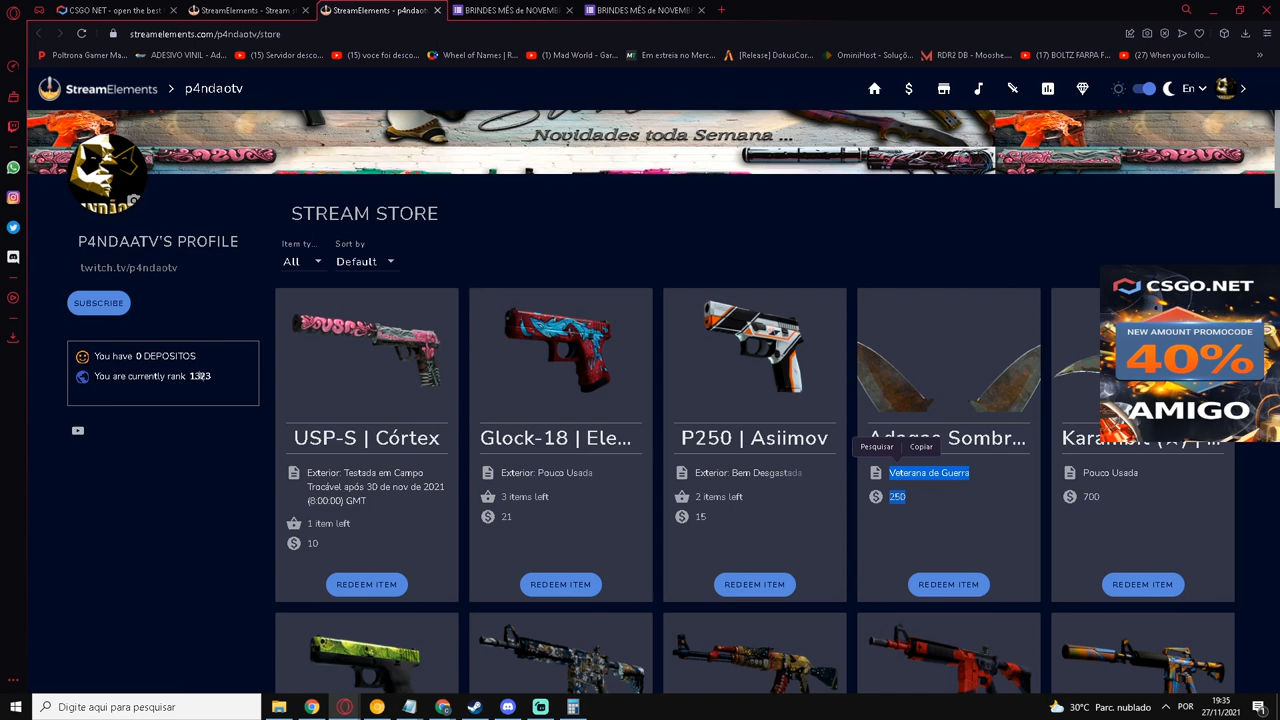 CSGO NET - open the best
StreamElements - Stream s
StreamElements - p4ndaotv
BRINDES MÊS de NOVEMB
BRINDES MÊS de NOVEMB
streamelements.com/p4ndaotv/store
Poltrona Gamer Ma...
ADESIVO VINIL - Ad...
(15) Servidor desco...
(15) voce foi desco...
Wheel of Names | R...
(1) Mad World - Gar...
Em estreia no Merc...
[Release] DokusCor...
OminiHost - Soluçõ...
RDR2 DB - Mooshe...
(17) BOLTZ FARPA F...
(27) When you follo...
StreamElements
p4ndaotv
En
Novidades toda Semana ...
P4NDAATV'S PROFILE
twitch.tv/p4ndaotv
SUBSCRIBE
You have 0 DEPOSITOS
You are currently rank 1323
STREAM STORE
Item ty...
Sort by
All
Default
USP-S | Córtex
Exterior: Testada em Campo
Trocável após 30 de nov de 2021
(8:00:00) GMT
1 item left
10
REDEEM ITEM
Glock-18 | Ele...
Exterior: Pouco Usada
3 items left
21
REDEEM ITEM
P250 | Asiimov
Exterior: Bem Desgastada
2 items left
15
REDEEM ITEM
Adagas Sombr...
Pesquisar
Copiar
Veterana de Guerra
250
REDEEM ITEM
Pouco Usada
700
REDEEM ITEM
CSGO.NET
NEW AMOUNT PROMOCODE
40%
AMIGO
Digite aqui para pesquisar
30°C Parc. nublado
POR
19:35
27/11/2021